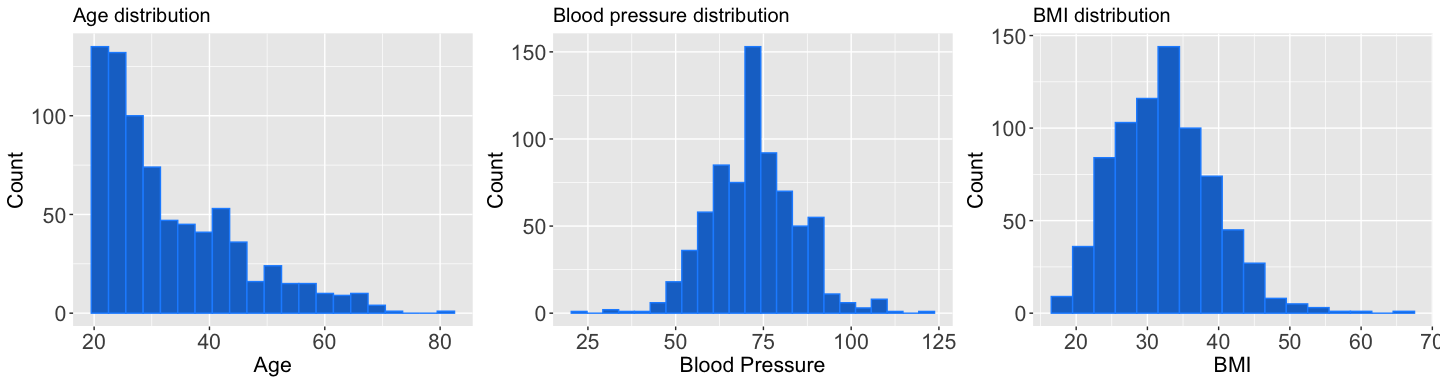 Age distribution
Count
100
50
0
20 40 60 80
Age
Blood pressure distribution
Count
150
100
50
0
25 50 75 100 125
Blood Pressure
BMI distribution
Count
150
100
50
0
20 30 40 50 60 70
BMI